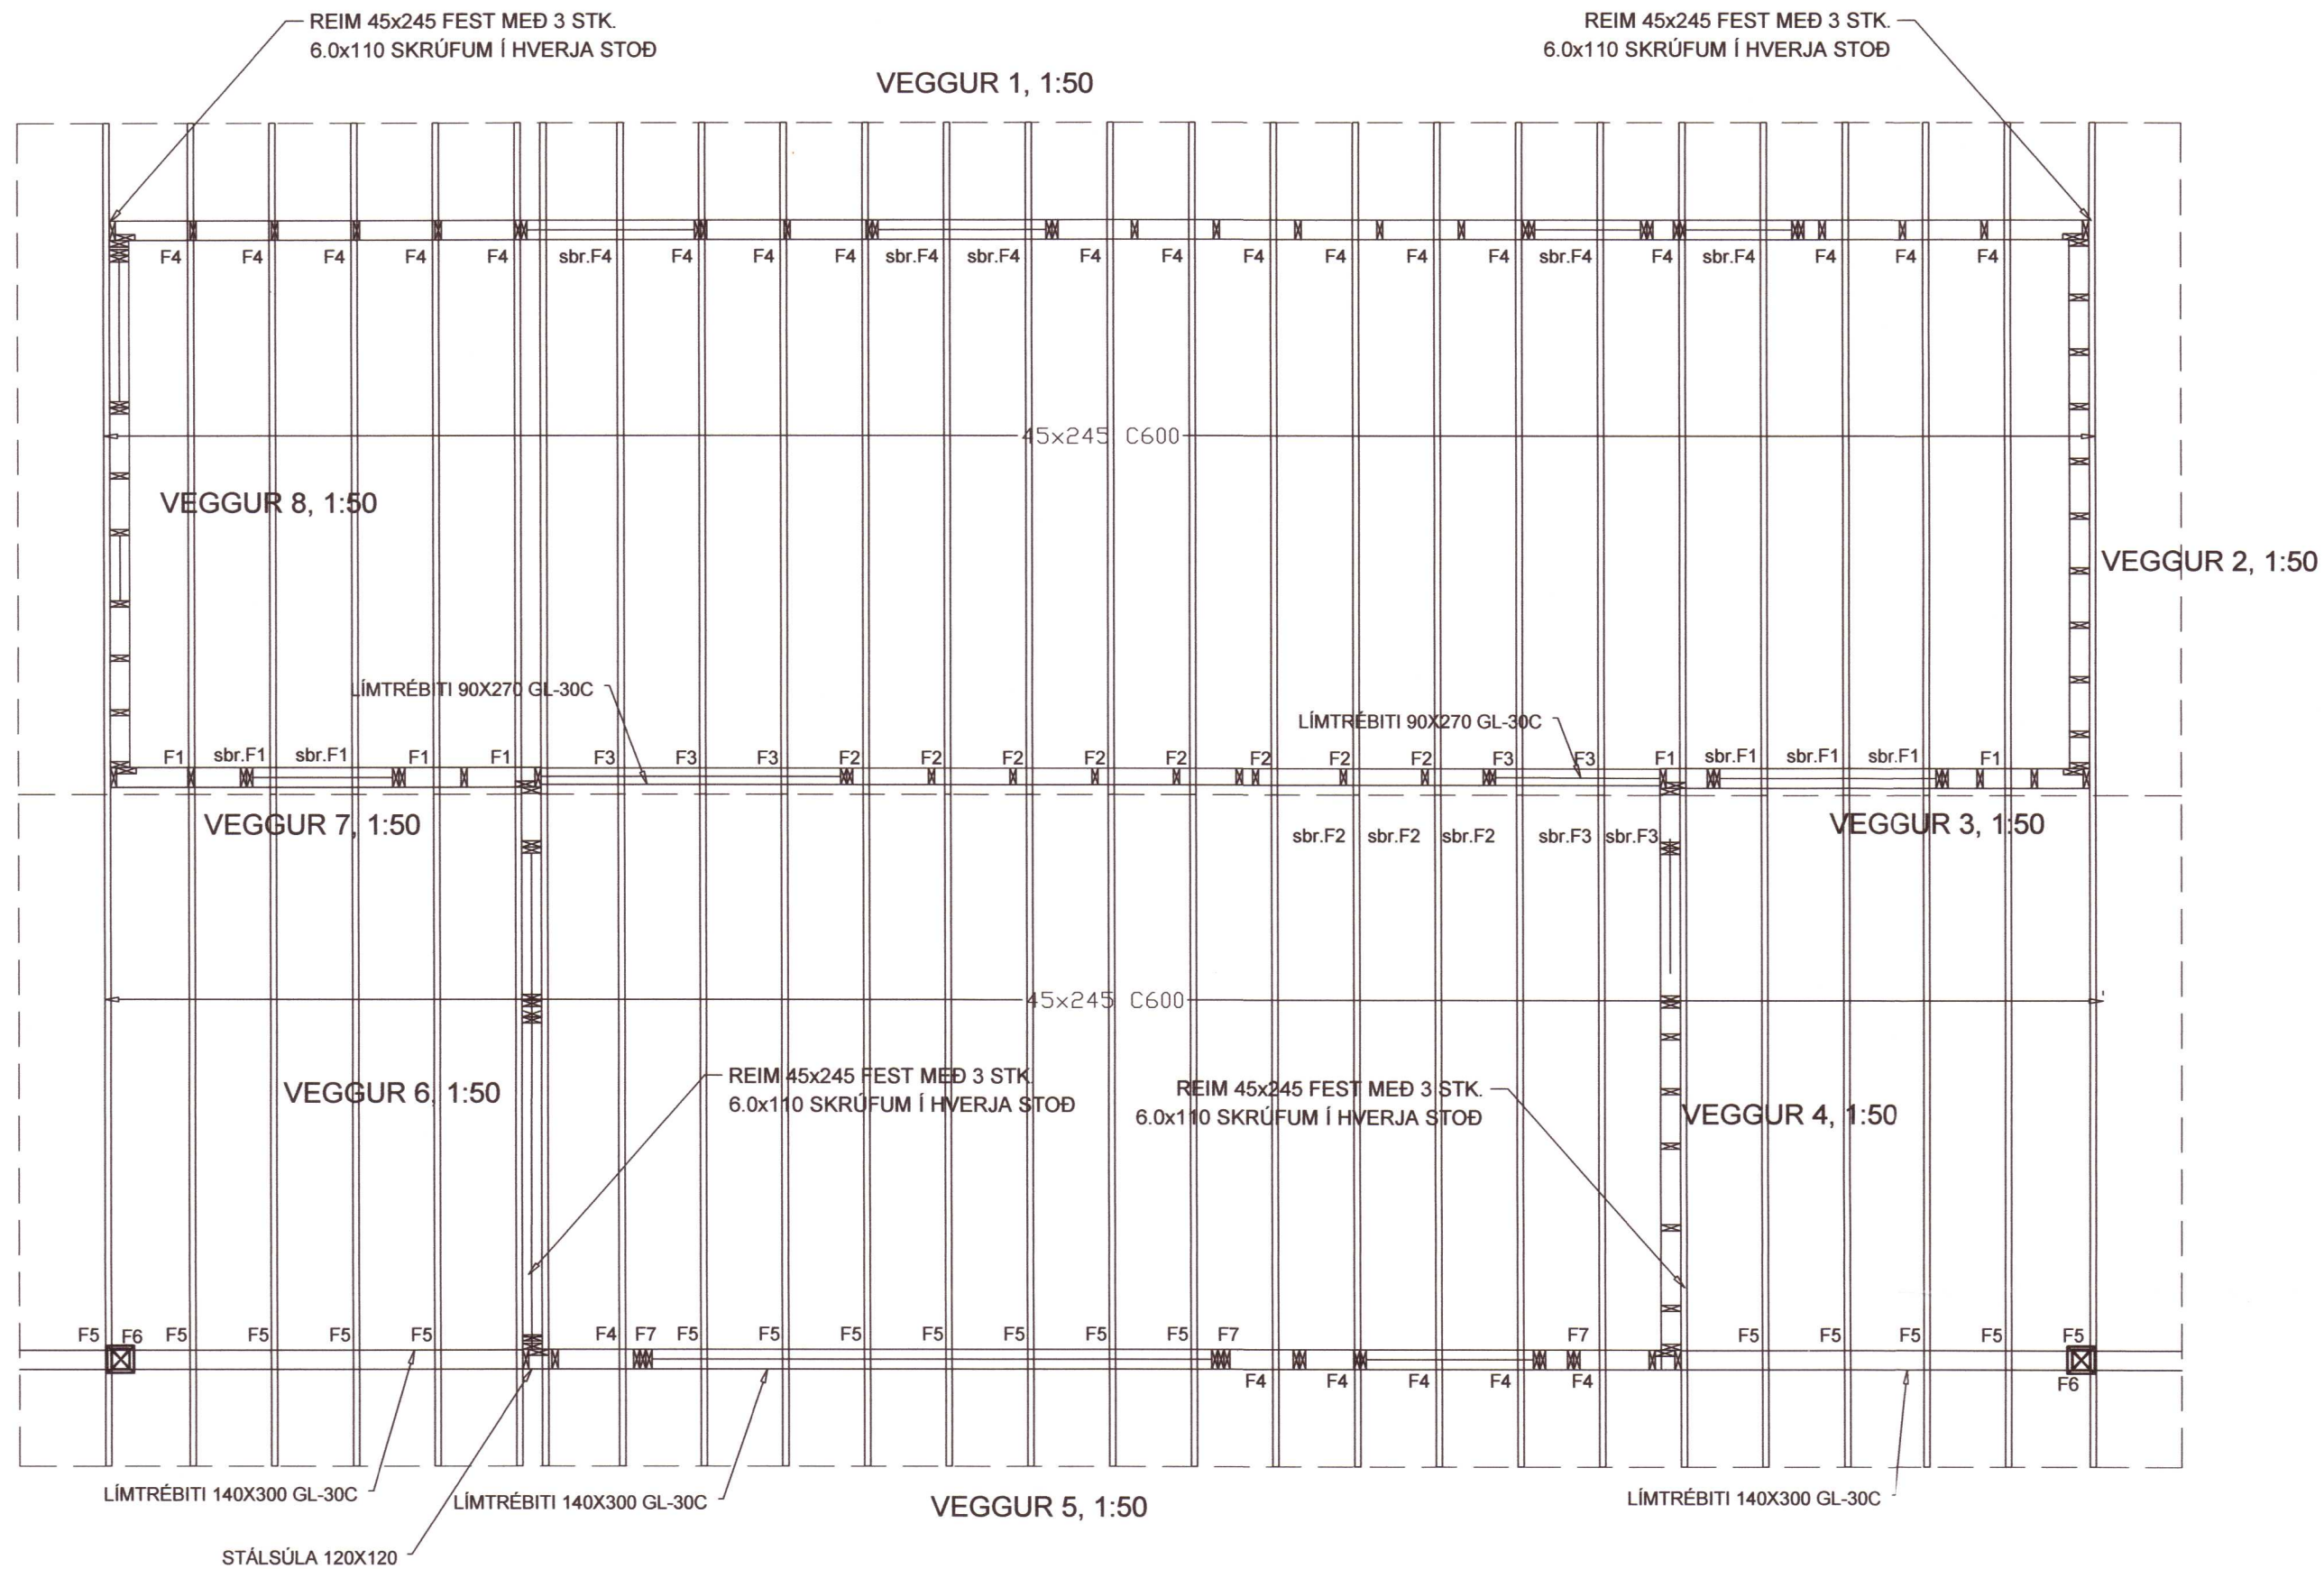 REIM 45x245 FEST MEÐ 3 STK.
6.0x110 SKRÚFUM Í HVERJA STOÐ
REIM 45x245 FEST MEÐ 3 STK.
6.0x110 SKRÚFUM Í HVERJA STOÐ
VEGGUR 1, 1:50
F4 F4 F4 F4 F4 sbr.F4 F4 F4 F4 sbr.F4 sbr.F4 F4 F4 F4 F4 F4 F4 sbr.F4 F4 sbr.F4 F4 F4 F4
45x245 C600
VEGGUR 8, 1:50
VEGGUR 2, 1:50
LÍMTRÉBITI 90X270 GL-30C
LÍMTRÉBITI 90X270 GL-30C
F1 sbr.F1 sbr.F1 F1 F1 F3 F3 F3 F2 F2 F2 F2 F2 F2 F2 F2 F3 F3 F1 sbr.F1 sbr.F1 sbr.F1 F1
VEGGUR 7, 1:50
VEGGUR 3, 1:50
sbr.F2 sbr.F2 sbr.F2 sbr.F3 sbr.F3
45x245 C600
REIM 45x245 FEST MEÐ 3 STK.
6.0x110 SKRÚFUM Í HVERJA STOÐ
REIM 45x245 FEST MEÐ 3 STK.
6.0x110 SKRÚFUM Í HVERJA STOÐ
VEGGUR 6, 1:50
VEGGUR 4, 1:50
F5 F6 F5 F5 F5 F5 F4 F7 F5 F5 F5 F5 F5 F5 F5 F7 F7 F5 F5 F5 F5 F5
F4 F4 F4 F4 F4 F6
LÍMTRÉBITI 140X300 GL-30C
LÍMTRÉBITI 140X300 GL-30C
VEGGUR 5, 1:50
LÍMTRÉBITI 140X300 GL-30C
STÁLSÚLA 120X120